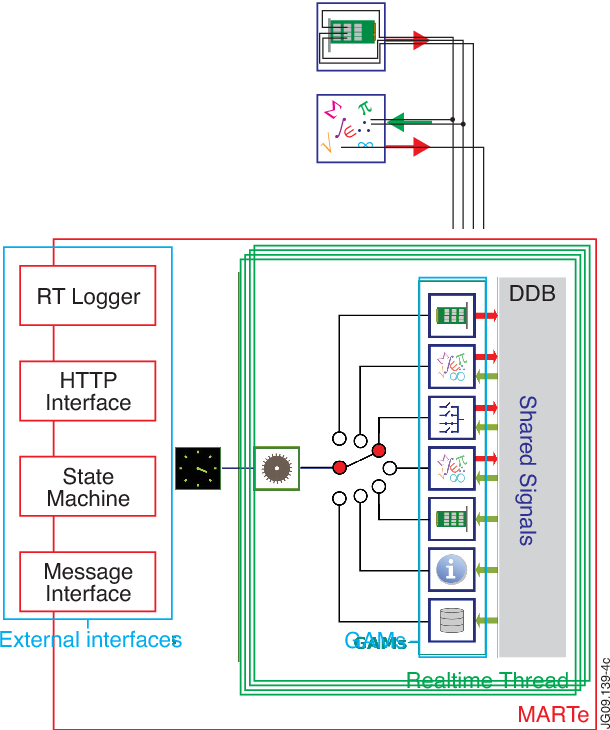 RT Logger
HTTP
Interface
State
Machine
Message
Interface
External interfaces
DDB
Shared Signals
GAMs
Realtime Thread
MARTe
JG09.139-4c